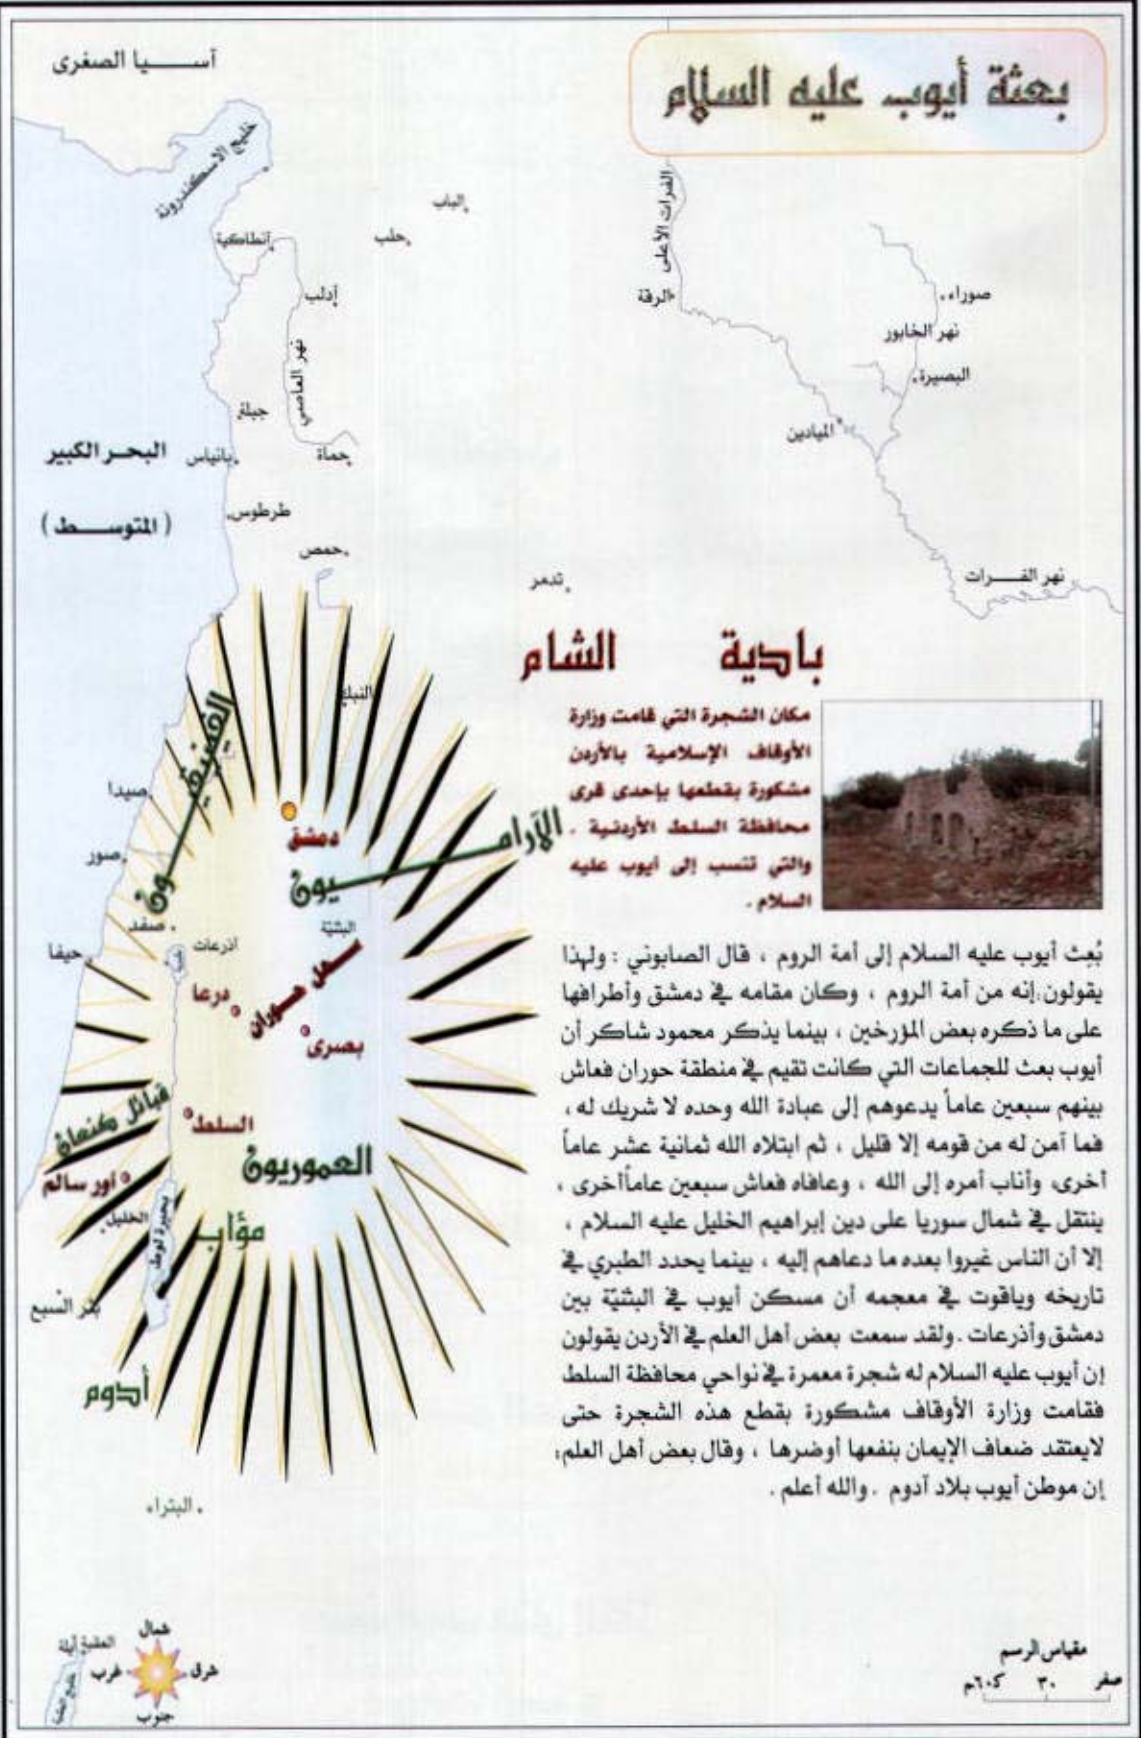 بعثة أيوب عليه السلام
آسيا الصغرى
خليج الاسكندرونة
الفرات الأعلى
الباب
حلب
أنطاكية
إدلب
الرقة
صوراء
نهر الخابور
البصيرة
نهر العاصي
جبلة
الميادين
البحر الكبير
(المتوسط)
بانياس
حماة
طرطوس
حمص
تدمر
نهر الفرات
بادية الشام
النبك
الفينيقيون
صيدا
دمشق
الآراميون
صور
صفد
البثنيّة
أذرعات
حيفا
درعا
سهل حوران
بصرى
قبائل كنعان
السلط
العموريون
أور سالم
الخليل
بحيرة لوط
مؤاب
بئر السبع
آدوم
البتراء
مكان الشجرة التي قامت وزارة
الأوقاف الإسلامية بالأردن
مشكورة بقطعها بإحدى قرى
محافظة السلط الأردنية .
والتي تنسب إلى أيوب عليه
السلام .
بُعِث أيوب عليه السلام إلى أمة الروم ، قال الصابوني : ولهذا
يقولون:إنه من أمة الروم ، وكان مقامه في دمشق وأطرافها
على ما ذكره بعض المؤرخين ، بينما يذكر محمود شاكر أن
أيوب بعث للجماعات التي كانت تقيم في منطقة حوران فعاش
بينهم سبعين عاماً يدعوهم إلى عبادة الله وحده لا شريك له ،
فما آمن له من قومه إلا قليل ، ثم ابتلاه الله ثمانية عشر عاماً
أخرى، وأناب أمره إلى الله ، وعافاه فعاش سبعين عاماًأخرى ،
ينتقل في شمال سوريا على دين إبراهيم الخليل عليه السلام ،
إلا أن الناس غيروا بعده ما دعاهم إليه ، بينما يحدد الطبري في
تاريخه وياقوت في معجمه أن مسكن أيوب في البثنيّة بين
دمشق وأذرعات . ولقد سمعت بعض أهل العلم في الأردن يقولون
إن أيوب عليه السلام له شجرة معمرة في نواحي محافظة السلط
فقامت وزارة الأوقاف مشكورة بقطع هذه الشجرة حتى
لايعتقد ضعاف الإيمان بنفعها أوضرها ، وقال بعض أهل العلم:
إن موطن أيوب بلاد آدوم . والله أعلم .
العقبة أيلة
خليج العقبة
شمال
شرق
غرب
جنوب
مقياس الرسم
صفر ٣٠ ٦٠كم